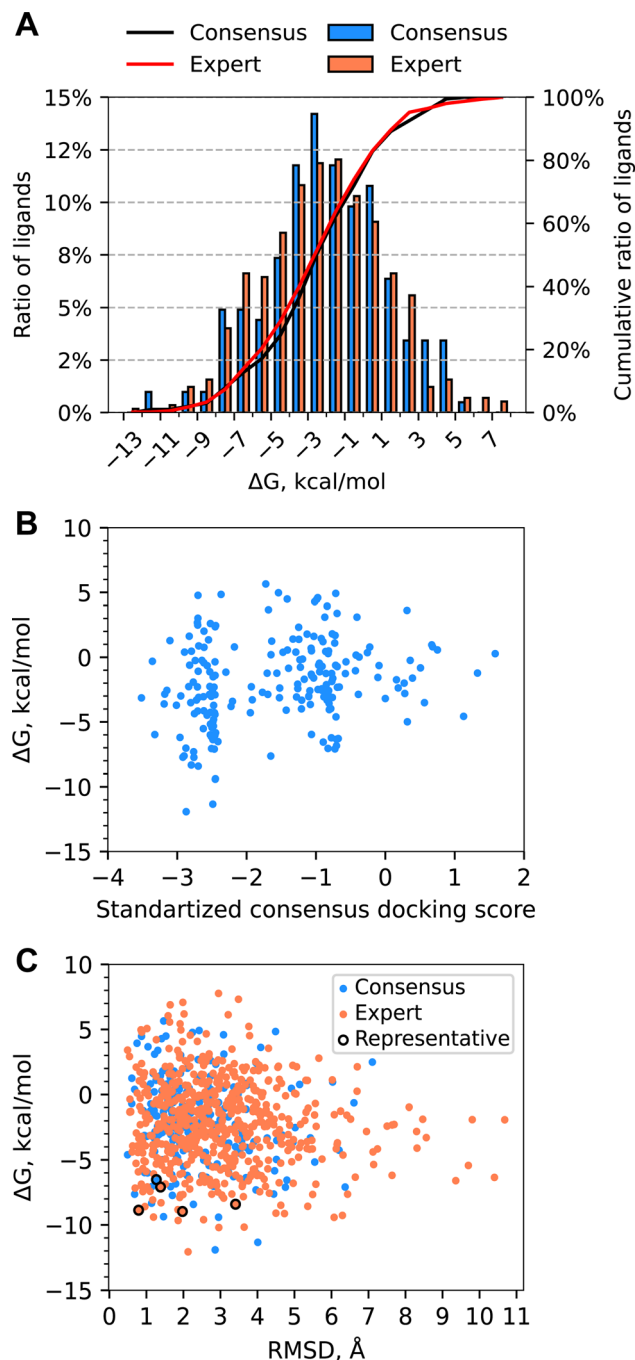 A
Consensus Consensus
Expert Expert
15% 100%
12% 80%
10% 60%
8%
5% 40%
2% 20%
0% 0%
Ratio of ligands
Cumulative ratio of ligands
−13 −11 −9 −7 −5 −3 −1 1 3 5 7
ΔG, kcal/mol
B
10
5
0
−5
−10
−15
ΔG, kcal/mol
−4 −3 −2 −1 0 1 2
Standartized consensus docking score
C
10
5
0
−5
−10
−15
ΔG, kcal/mol
Consensus
Expert
Representative
0 1 2 3 4 5 6 7 8 9 10 11
RMSD, Å